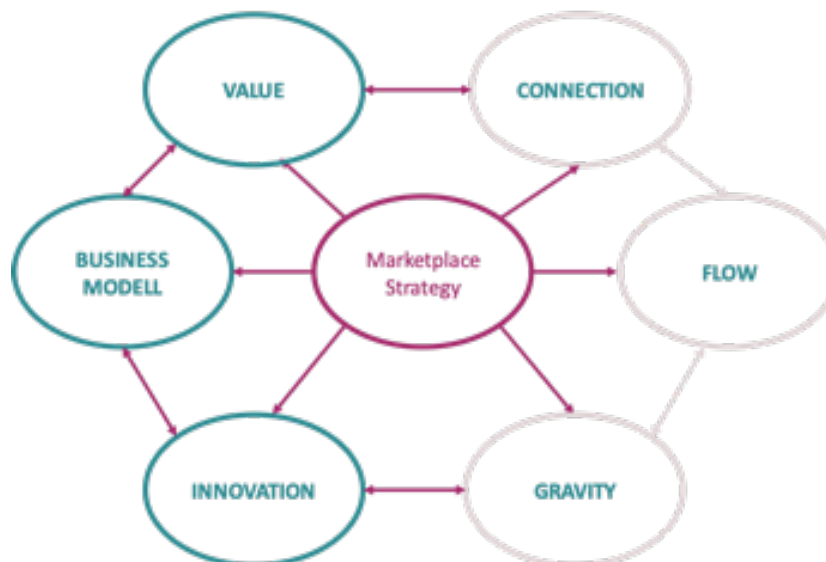 VALUE
CONNECTION
BUSINESS
MODELL
Marketplace
Strategy
FLOW
INNOVATION
GRAVITY